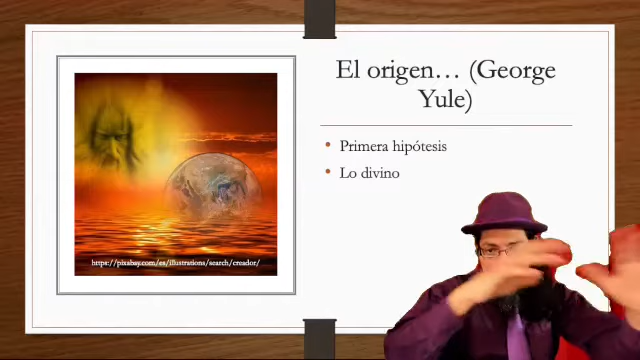 El origen… (George
Yule)
• Primera hipótesis
• Lo divino
https://pixabay.com/es/illustrations/search/creador/